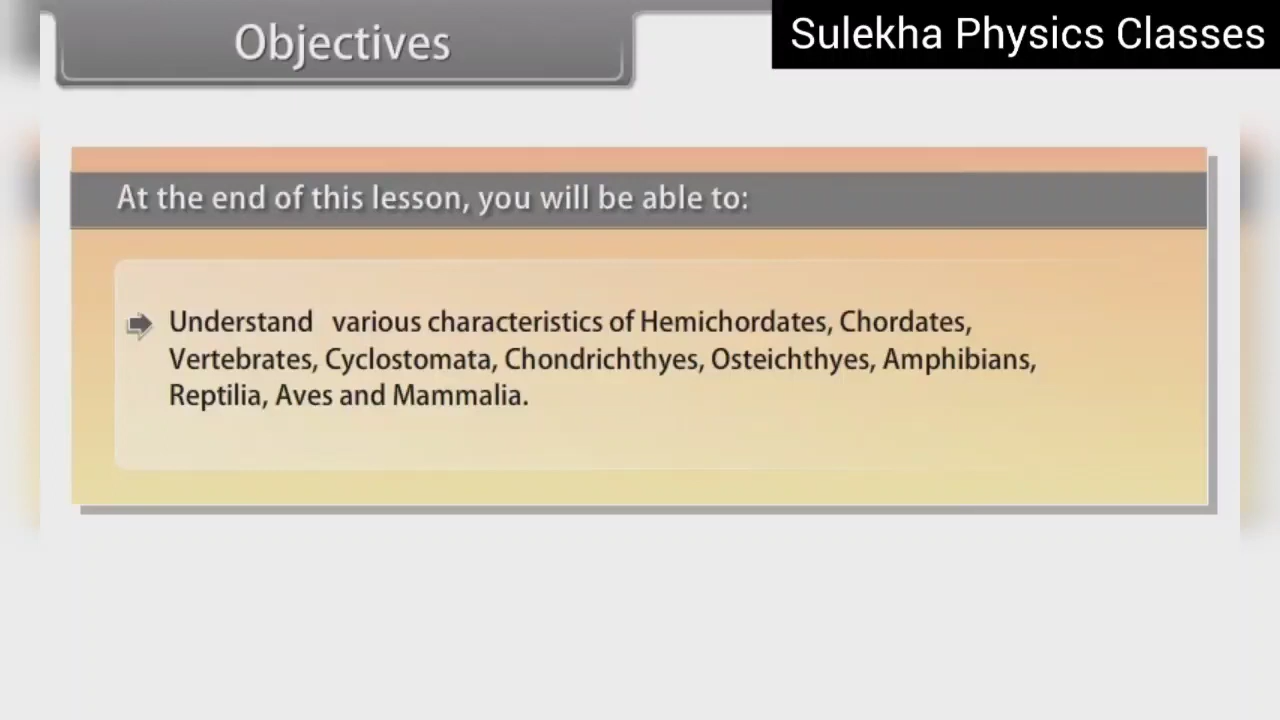 Objectives
Sulekha Physics Classes
At the end of this lesson, you will be able to:
Understand various characteristics of Hemichordates, Chordates,
Vertebrates, Cyclostomata, Chondrichthyes, Osteichthyes, Amphibians,
Reptilia, Aves and Mammalia.